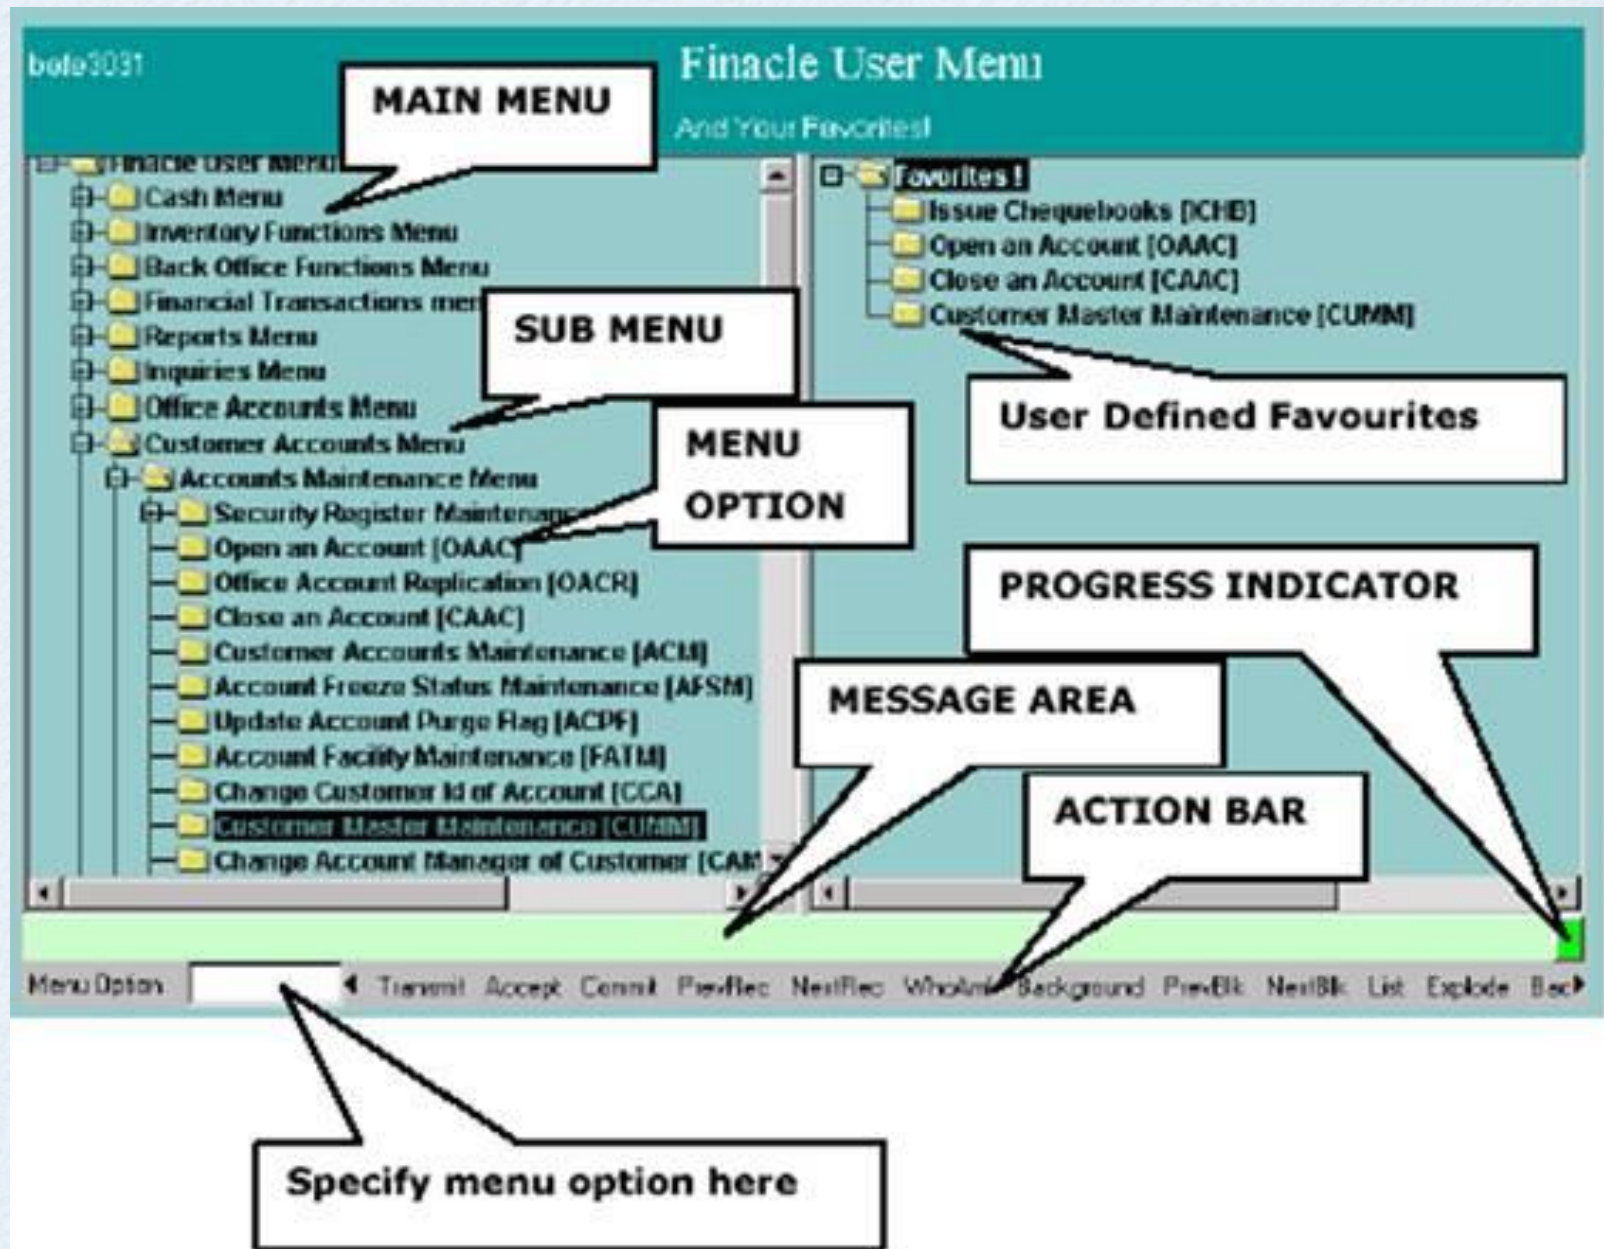 bofe3031
Finacle User Menu
And Your Favorites!
MAIN MENU
Finacle User Menu
Cash Menu
Inventory Functions Menu
Back Office Functions Menu
Financial Transactions men
Reports Menu
Inquiries Menu
Office Accounts Menu
Customer Accounts Menu
Accounts Maintenance Menu
Security Register Maintenance
Open an Account [OAAC]
Office Account Replication [OACR]
Close an Account [CAAC]
Customer Accounts Maintenance [ACM]
Account Freeze Status Maintenance [AFSM]
Update Account Purge Flag [ACPF]
Account Facility Maintenance [FATM]
Change Customer Id of Account [CCA]
Customer Master Maintenance [CUMM]
Change Account Manager of Customer [CAM
SUB MENU
MENU
OPTION
Favorites !
Issue Chequebooks [ICHB]
Open an Account [OAAC]
Close an Account [CAAC]
Customer Master Maintenance [CUMM]
User Defined Favourites
PROGRESS INDICATOR
MESSAGE AREA
ACTION BAR
Menu Option Transmit Accept Commit PrevRec NextRec WhoAmI Background PrevBlk NextBlk List Explode Bac
Specify menu option here